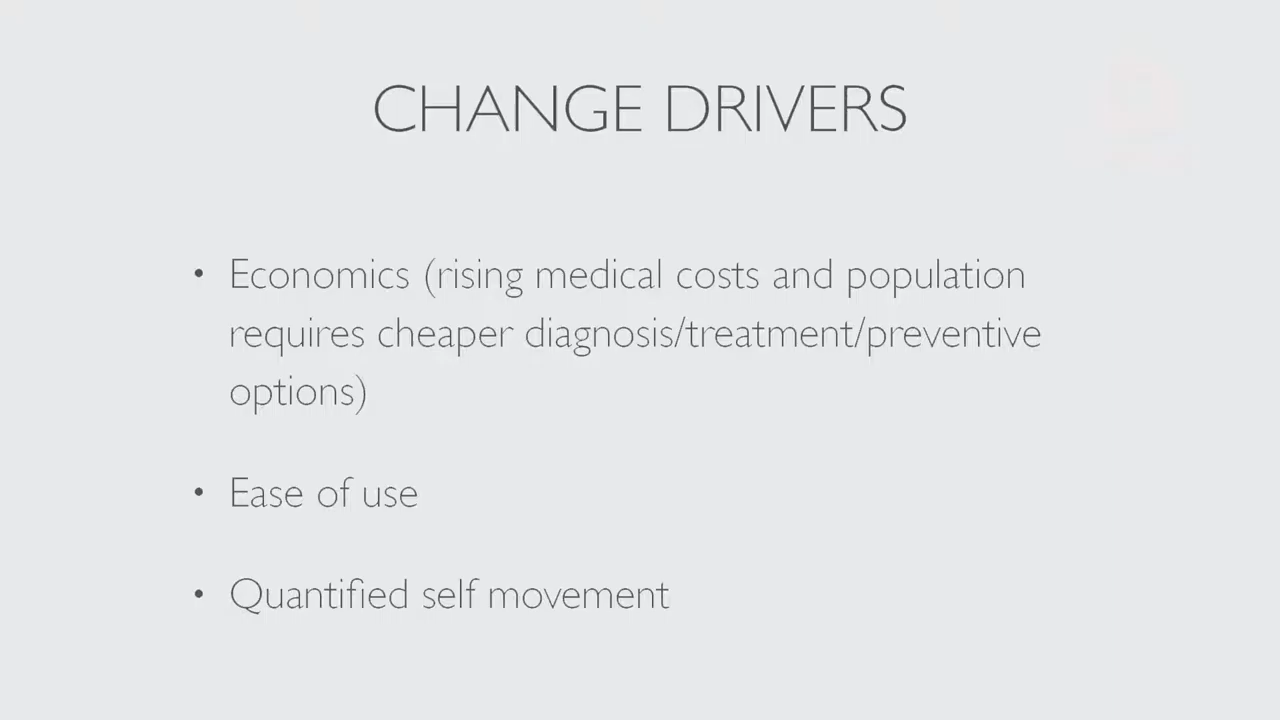 CHANGE DRIVERS
• Economics (rising medical costs and population
requires cheaper diagnosis/treatment/preventive
options)
• Ease of use
• Quantified self movement